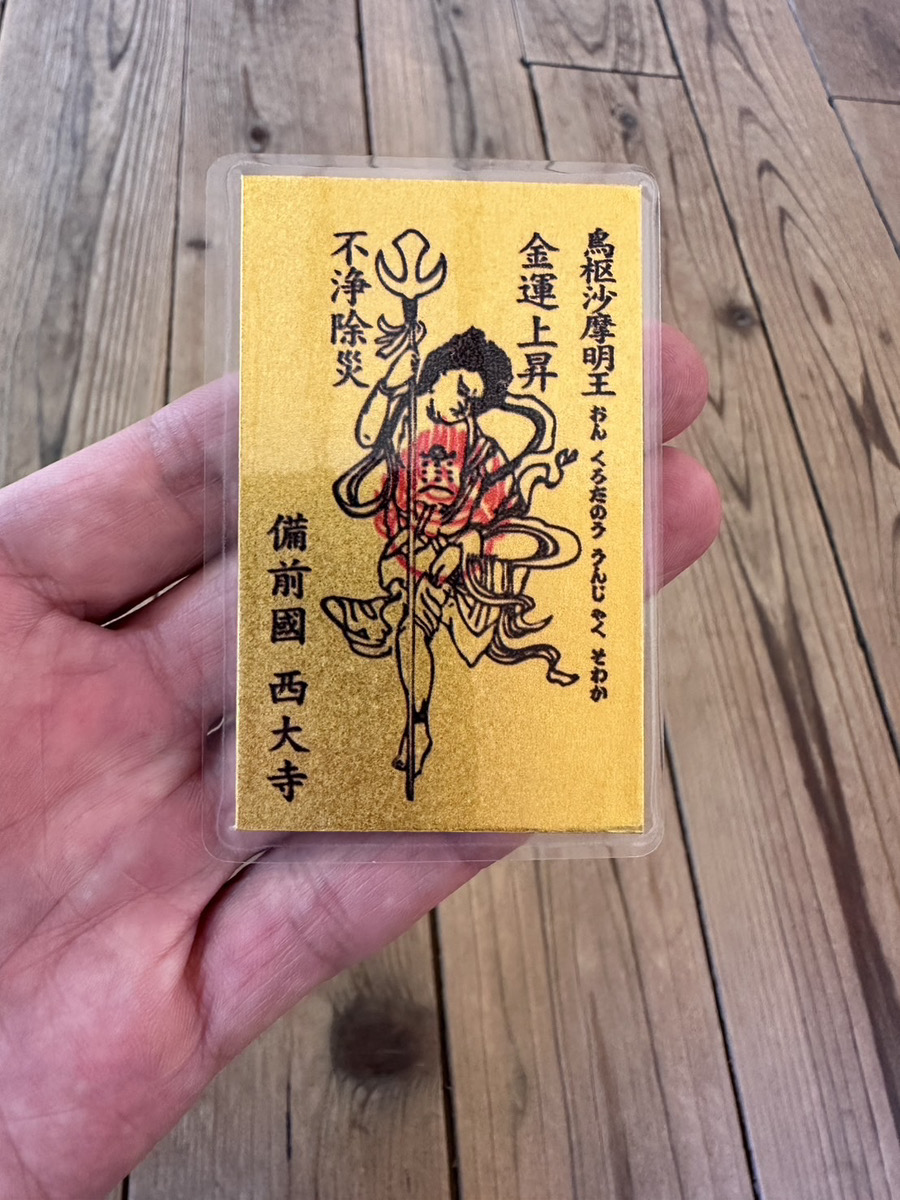 烏枢沙摩明王 おん くろだのう うんじゃく そわか
金運上昇
不浄除災
備前國 西大寺